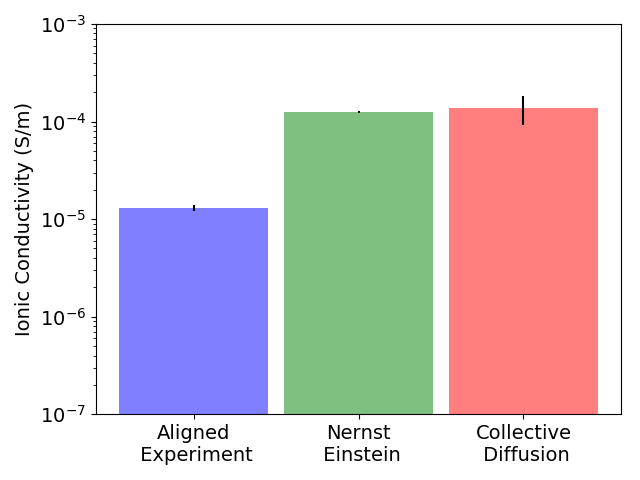 10⁻³
10⁻⁴
10⁻⁵
10⁻⁶
10⁻⁷
Ionic Conductivity (S/m)
Aligned
Experiment
Nernst
Einstein
Collective
Diffusion